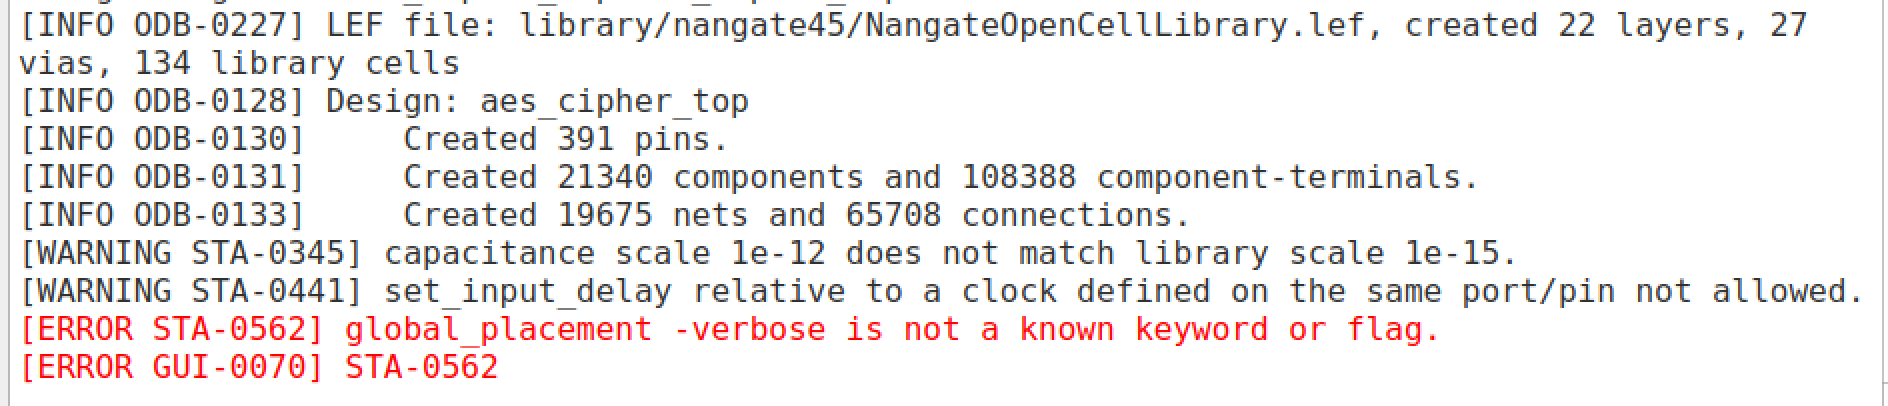 [INFO ODB-0227] LEF file: library/nangate45/NangateOpenCellLibrary.lef, created 22 layers, 27
vias, 134 library cells
[INFO ODB-0128] Design: aes_cipher_top
[INFO ODB-0130]     Created 391 pins.
[INFO ODB-0131]     Created 21340 components and 108388 component-terminals.
[INFO ODB-0133]     Created 19675 nets and 65708 connections.
[WARNING STA-0345] capacitance scale 1e-12 does not match library scale 1e-15.
[WARNING STA-0441] set_input_delay relative to a clock defined on the same port/pin not allowed.
[ERROR STA-0562] global_placement -verbose is not a known keyword or flag.
[ERROR GUI-0070] STA-0562